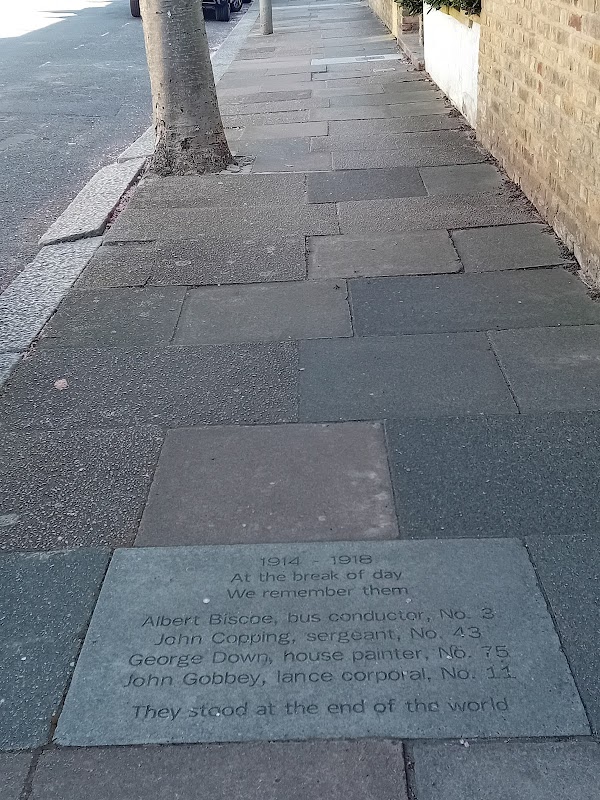 1914 - 1918
At the break of day
We remember them
Albert Biscoe, bus conductor, No. 3
John Copping, sergeant, No. 43
George Down, house painter, No. 75
John Gobbey, lance corporal, No. 11
They stood at the end of the world